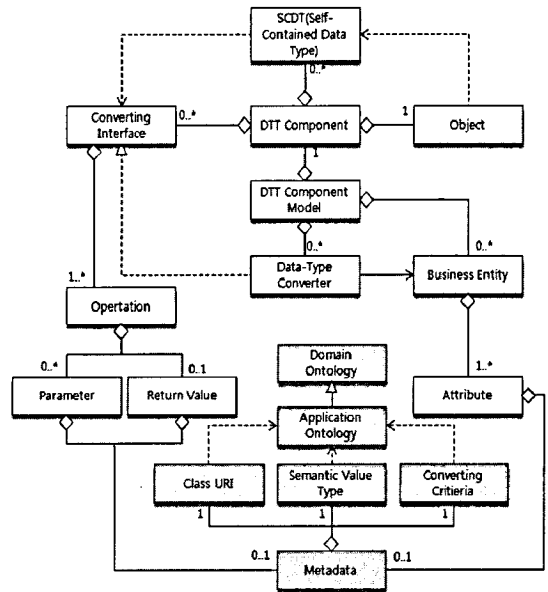 SCDT(Self-
Contained Data
Type)
0..*
0..*
Converting
Interface
DTT Component
1
Object
1
DTT Component
Model
0..*
0..*
Data-Type
Converter
Business Entity
1..*
Opertation
0..*
0..1
Domain
Ontology
1..*
Parameter
Return Value
Attribute
Application
Ontology
Class URI
Semantic Value
Type
Converting
Critieria
1
1
1
0..1
0..1
Metadata